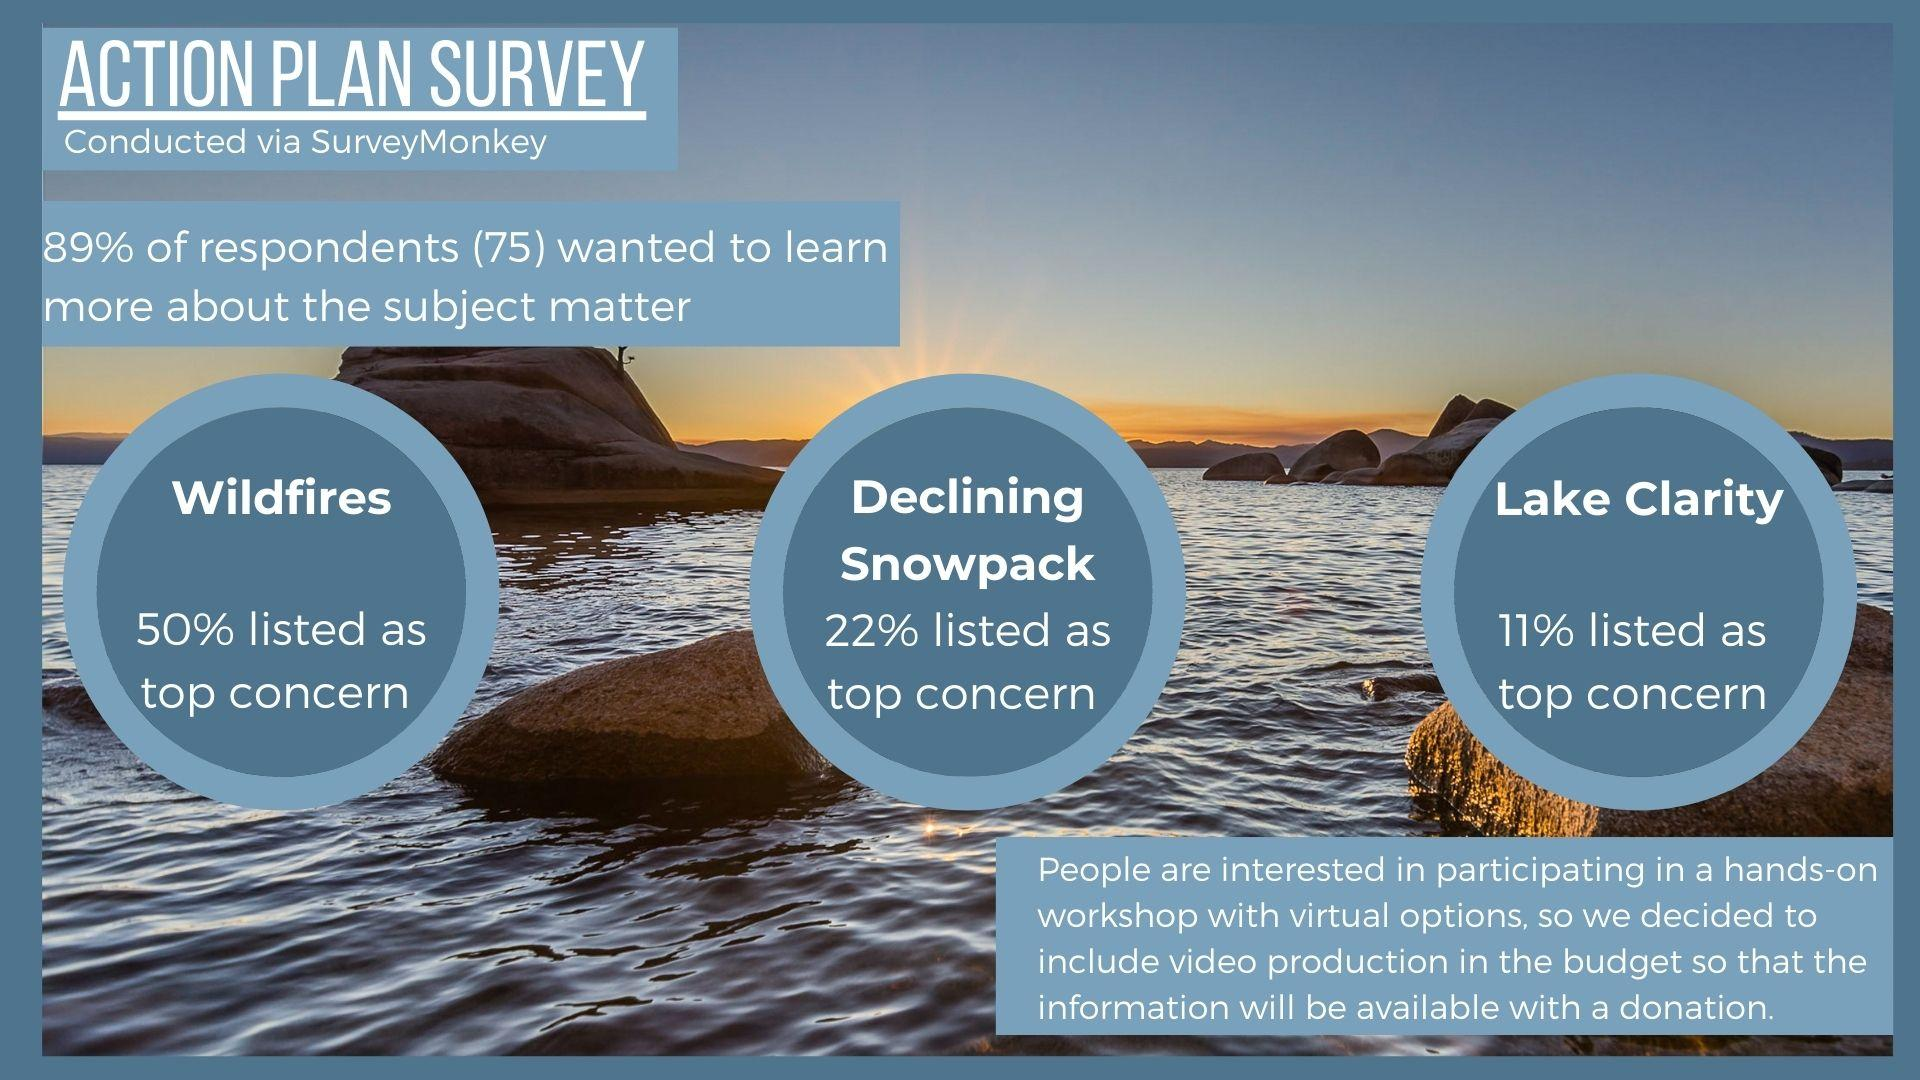 ACTION PLAN SURVEY
Conducted via SurveyMonkey
89% of respondents (75) wanted to learn
more about the subject matter
Wildfires
50% listed as
top concern
Declining
Snowpack
22% listed as
top concern
Lake Clarity
11% listed as
top concern
People are interested in participating in a hands-on
workshop with virtual options, so we decided to
include video production in the budget so that the
information will be available with a donation.